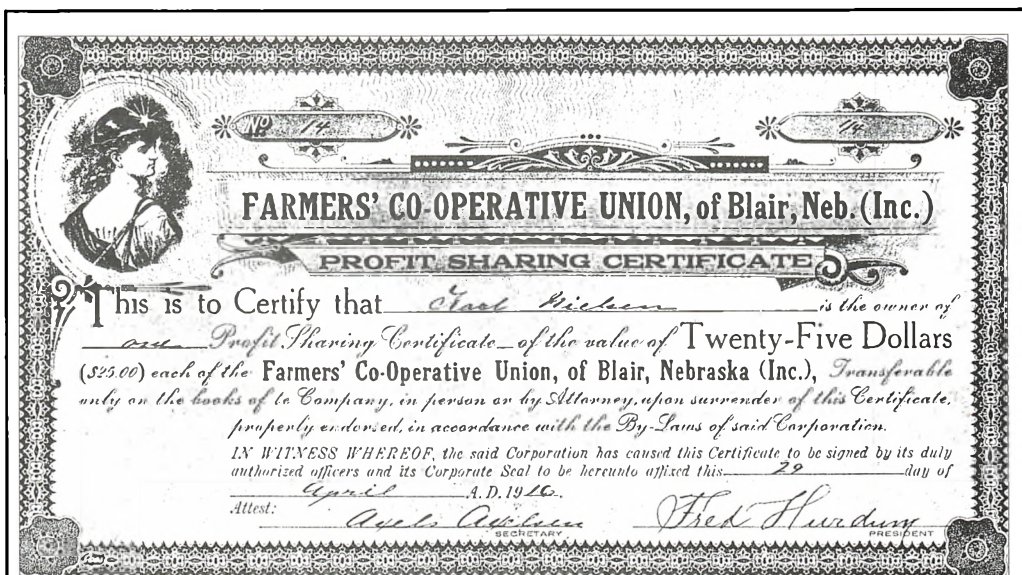 No 14 14
FARMERS' CO-OPERATIVE UNION, of Blair, Neb. (Inc.)
PROFIT SHARING CERTIFICATE
This is to Certify that is the owner of
one Profit Sharing Certificate of the value of Twenty-Five Dollars
($25.00) each of the Farmers' Co-Operative Union, of Blair, Nebraska (Inc.), Transferable
only on the books of te Company, in person or by Attorney, upon surrender of this Certificate,
properly endorsed, in accordance with the By-Laws of said Corporation.
IN WITNESS WHEREOF, the said Corporation has caused this Certificate to be signed by its duly
authorized officers and its Corporate Seal to be hereunto affixed this 29 day of
April A.D. 1916.
Attest: Fred Hurdum
SECRETARY PRESIDENT